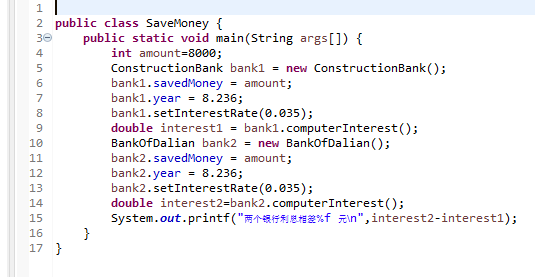 1
2 public class SaveMoney {
3 public static void main(String args[]) {
4 int amount=8000;
5 ConstructionBank bank1 = new ConstructionBank();
6 bank1.savedMoney = amount;
7 bank1.year = 8.236;
8 bank1.setInterestRate(0.035);
9 double interest1 = bank1.computerInterest();
10 BankOfDalian bank2 = new BankOfDalian();
11 bank2.savedMoney = amount;
12 bank2.year = 8.236;
13 bank2.setInterestRate(0.035);
14 double interest2=bank2.computerInterest();
15 System.out.printf("两个银行利息相差%f 元\n",interest2-interest1);
16 }
17 }